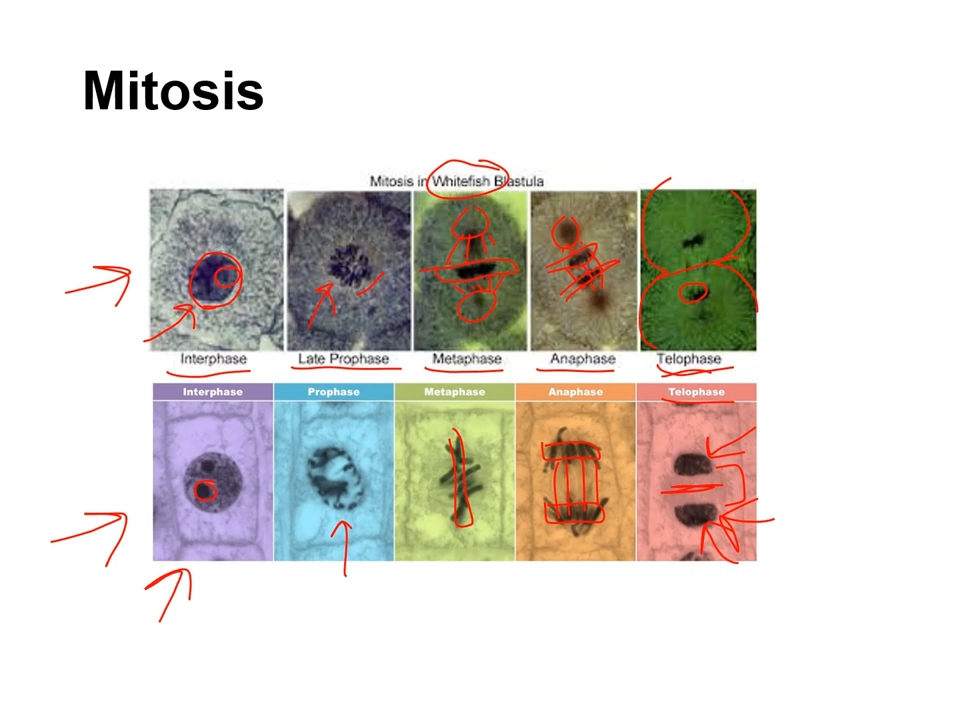 Mitosis
Mitosis in Whitefish Blastula
Interphase Late Prophase Metaphase Anaphase Telophase
Interphase Prophase Metaphase Anaphase Telophase